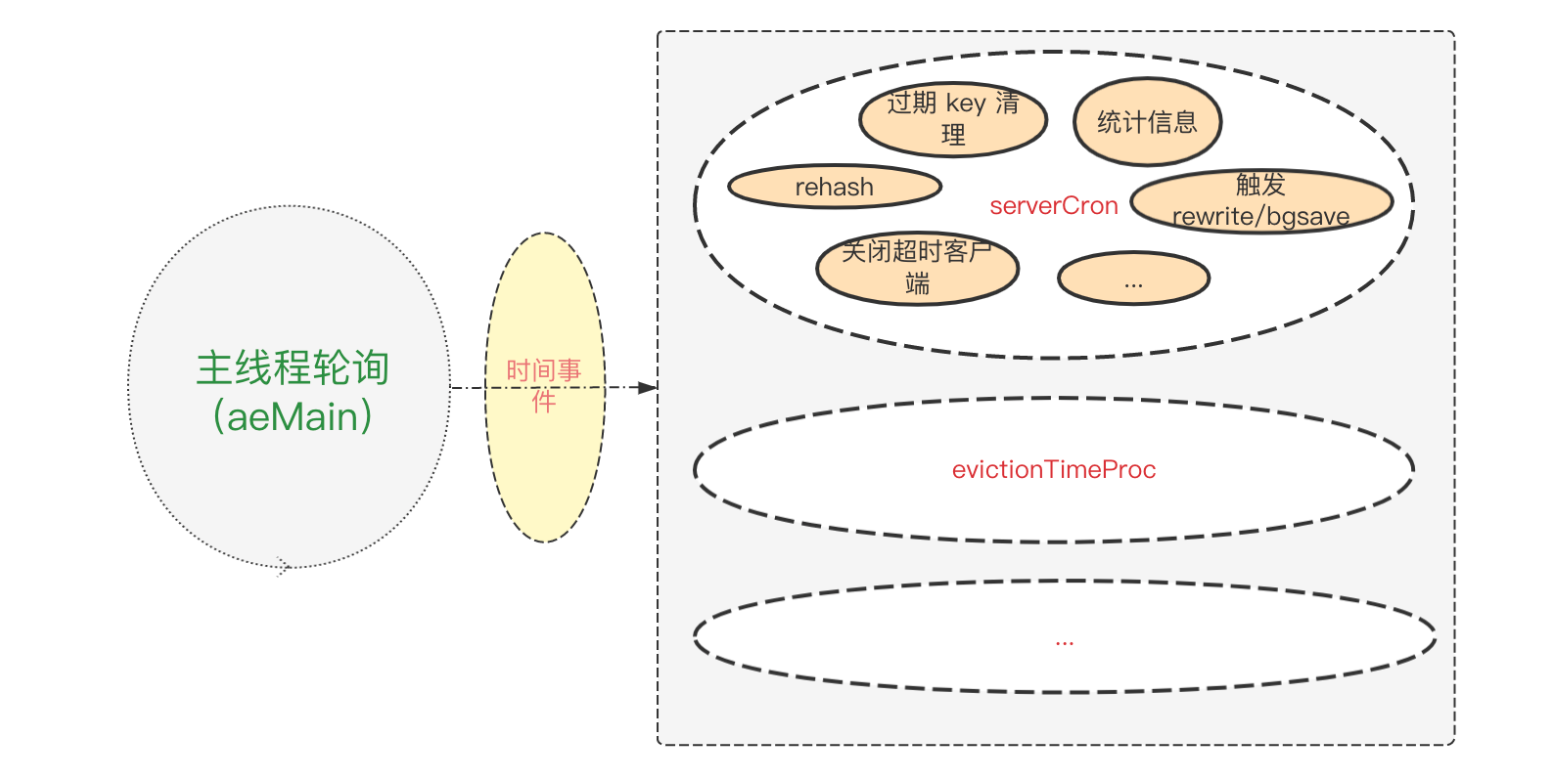 主线程轮询
（aeMain）
时间事
件
过期 key 清
理
统计信息
rehash
serverCron
触发
rewrite/bgsave
关闭超时客户
端
...
evictionTimeProc
...